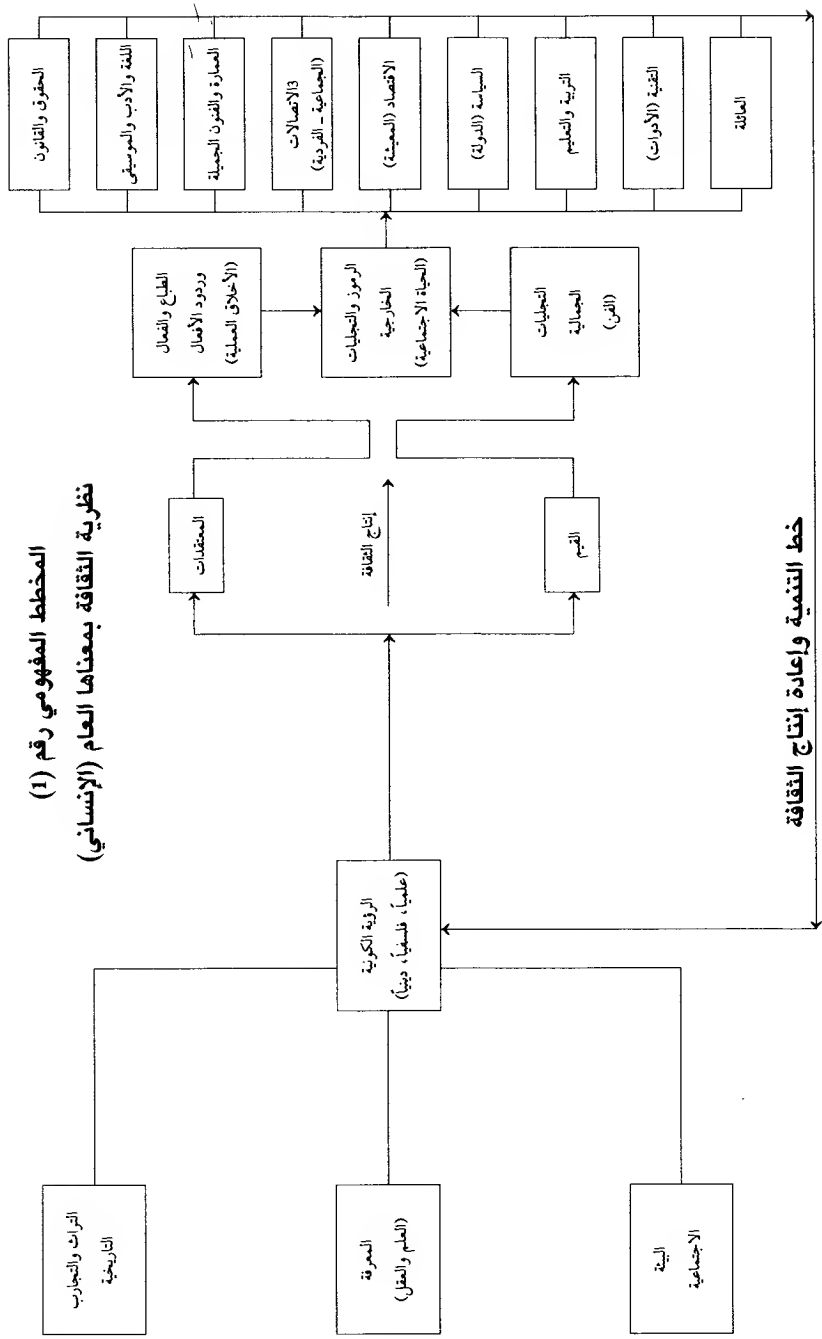 المخطط المفهومي رقم (1)
نظرية الثقافة بمعناها العام (الإنساني)
التراث والتجارب
التاريخية
المعرفة
(العلم والعقل)
البيئة
الاجتماعية
الرؤية الكونية
(علمياً، فلسفياً، دينياً)
المعتقدات
إنتاج الثقافة
القيم
الطباع والفعال
وردود الأفعال
(الأخلاق العملية)
الرموز والتجليات
الخارجية
(الحياة الاجتماعية)
التجليات
الجمالية
(الفن)
الحقوق والقانون
اللغة والأدب والموسيقى
العمارة والفنون الجميلة
3الاتصالات
(الجماعية - الفردية)
الاقتصاد (المعيشة)
السياسة (الدولة)
التربية والتعليم
التقنية (الأدوات)
العائلة
خط التنمية وإعادة إنتاج الثقافة